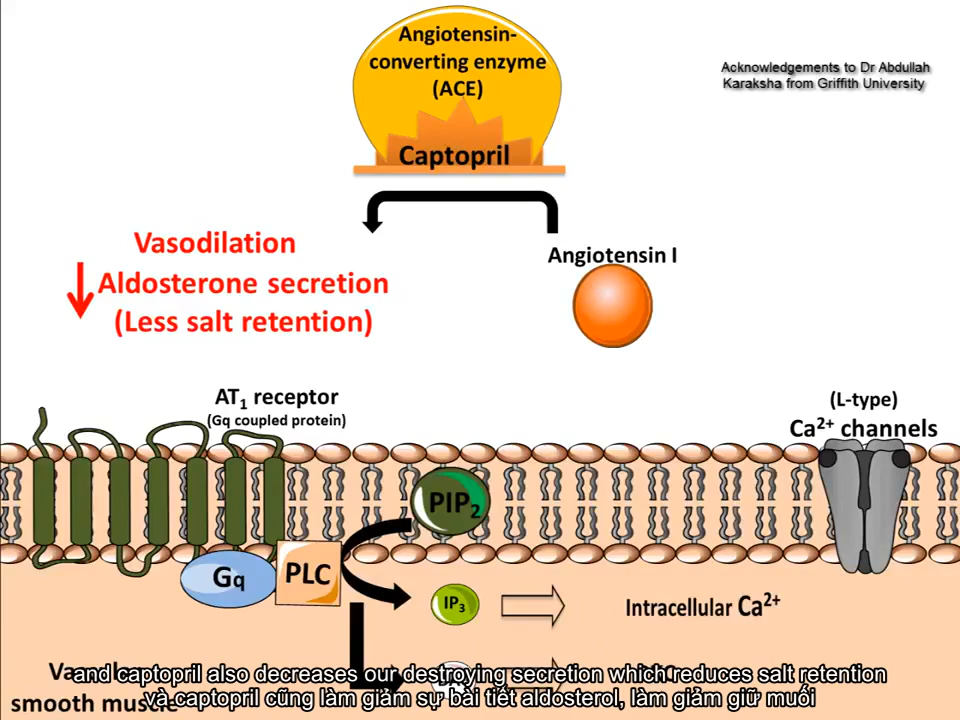 Angiotensin-
converting enzyme
(ACE)
Captopril
Acknowledgements to Dr Abdullah
Karaksha from Griffith University
Vasodilation
Aldosterone secretion
(Less salt retention)
Angiotensin I
AT1 receptor
(Gq coupled protein)
(L-type)
Ca2+ channels
PIP2
Gq
PLC
IP3
Intracellular Ca2+
smooth muscle
and captopril also decreases our destroying secretion which reduces salt retention
và captopril cũng làm giảm sự bài tiết aldosterol, làm giảm giữ muối